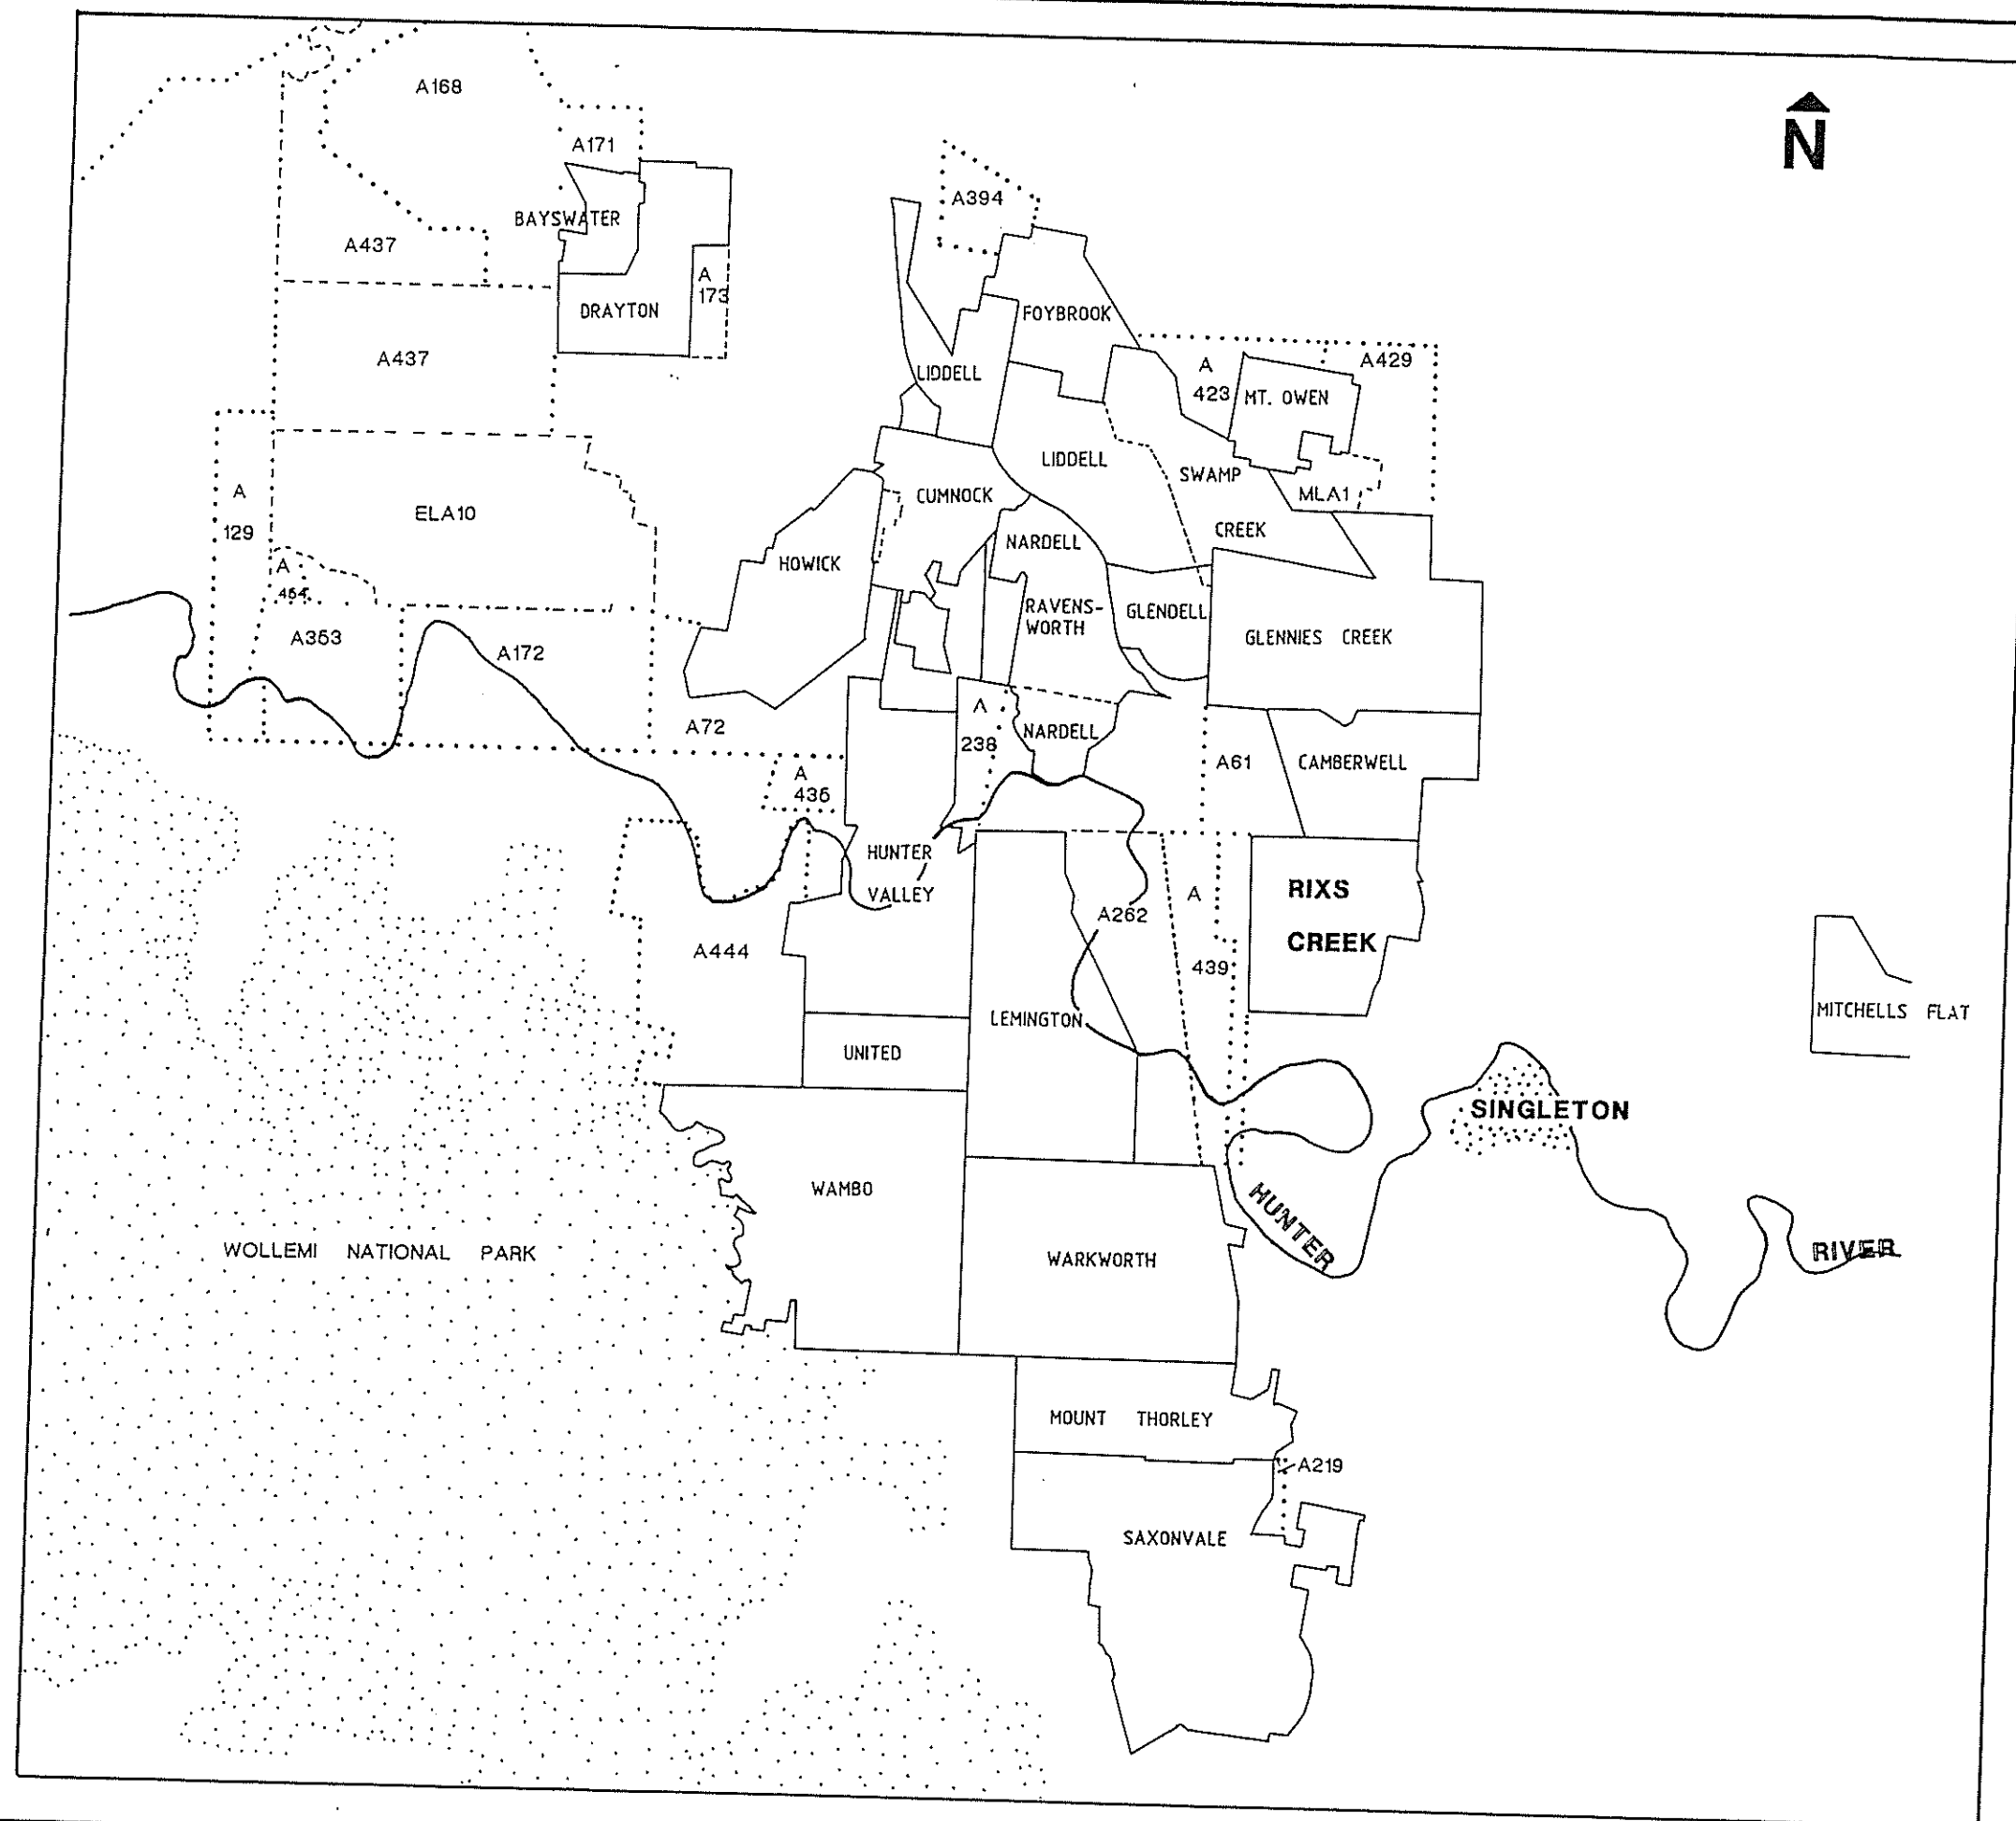 A168
N
A171
A394
BAYSWATER
A437
A
173
DRAYTON
FOYBROOK
A437
LIDDELL
A
423
A429
MT. OWEN
LIDDELL
SWAMP
A
129
ELA10
CUMNOCK
MLA1
CREEK
NARDELL
HOWICK
A
464
RAVENS-
WORTH
GLENDELL
GLENNIES CREEK
A353
A172
A72
A
238
NARDELL
A61
CAMBERWELL
A
435
HUNTER
VALLEY
RIXS
CREEK
A
439
A262
A444
LEMINGTON
MITCHELLS FLAT
UNITED
SINGLETON
WAMBO
HUNTER
RIVER
WOLLEMI NATIONAL PARK
WARKWORTH
MOUNT THORLEY
A219
SAXONVALE